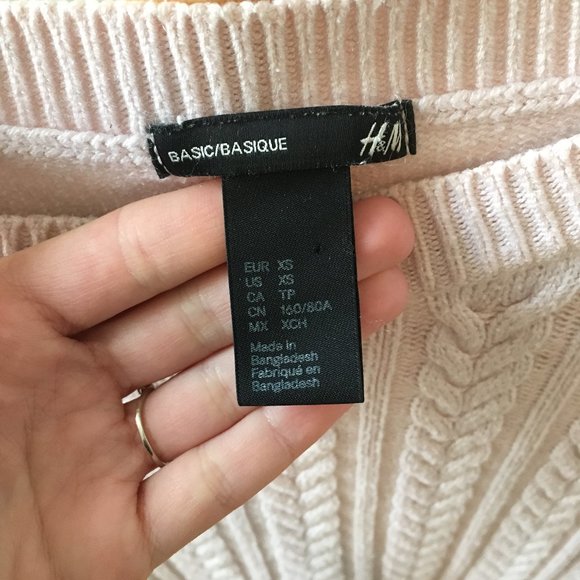 BASIC/BASIQUE H&M
EUR XS
US XS
CA TP
CN 160/80A
MX XCH
Made in
Bangladesh
Fabriqué en
Bangladesh